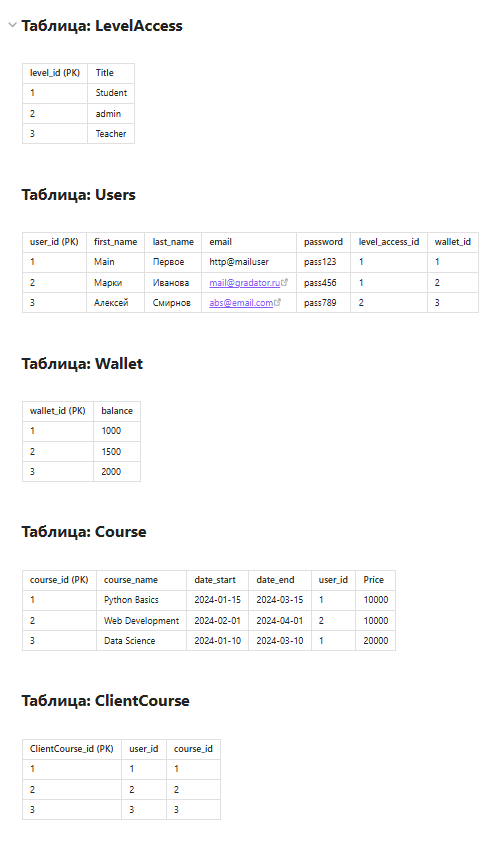 Таблица: LevelAccess
level_id (PK) Title
1 Student
2 admin
3 Teacher
Таблица: Users
user_id (PK) first_name last_name email password level_access_id wallet_id
1 Main Первое http@mailuser pass123 1 1
2 Марки Иванова mail@gradator.ru pass456 1 2
3 Алексей Смирнов abs@email.com pass789 2 3
Таблица: Wallet
wallet_id (PK) balance
1 1000
2 1500
3 2000
Таблица: Course
course_id (PK) course_name date_start date_end user_id Price
1 Python Basics 2024-01-15 2024-03-15 1 10000
2 Web Development 2024-02-01 2024-04-01 2 10000
3 Data Science 2024-01-10 2024-03-10 1 20000
Таблица: ClientCourse
ClientCourse_id (PK) user_id course_id
1 1 1
2 2 2
3 3 3